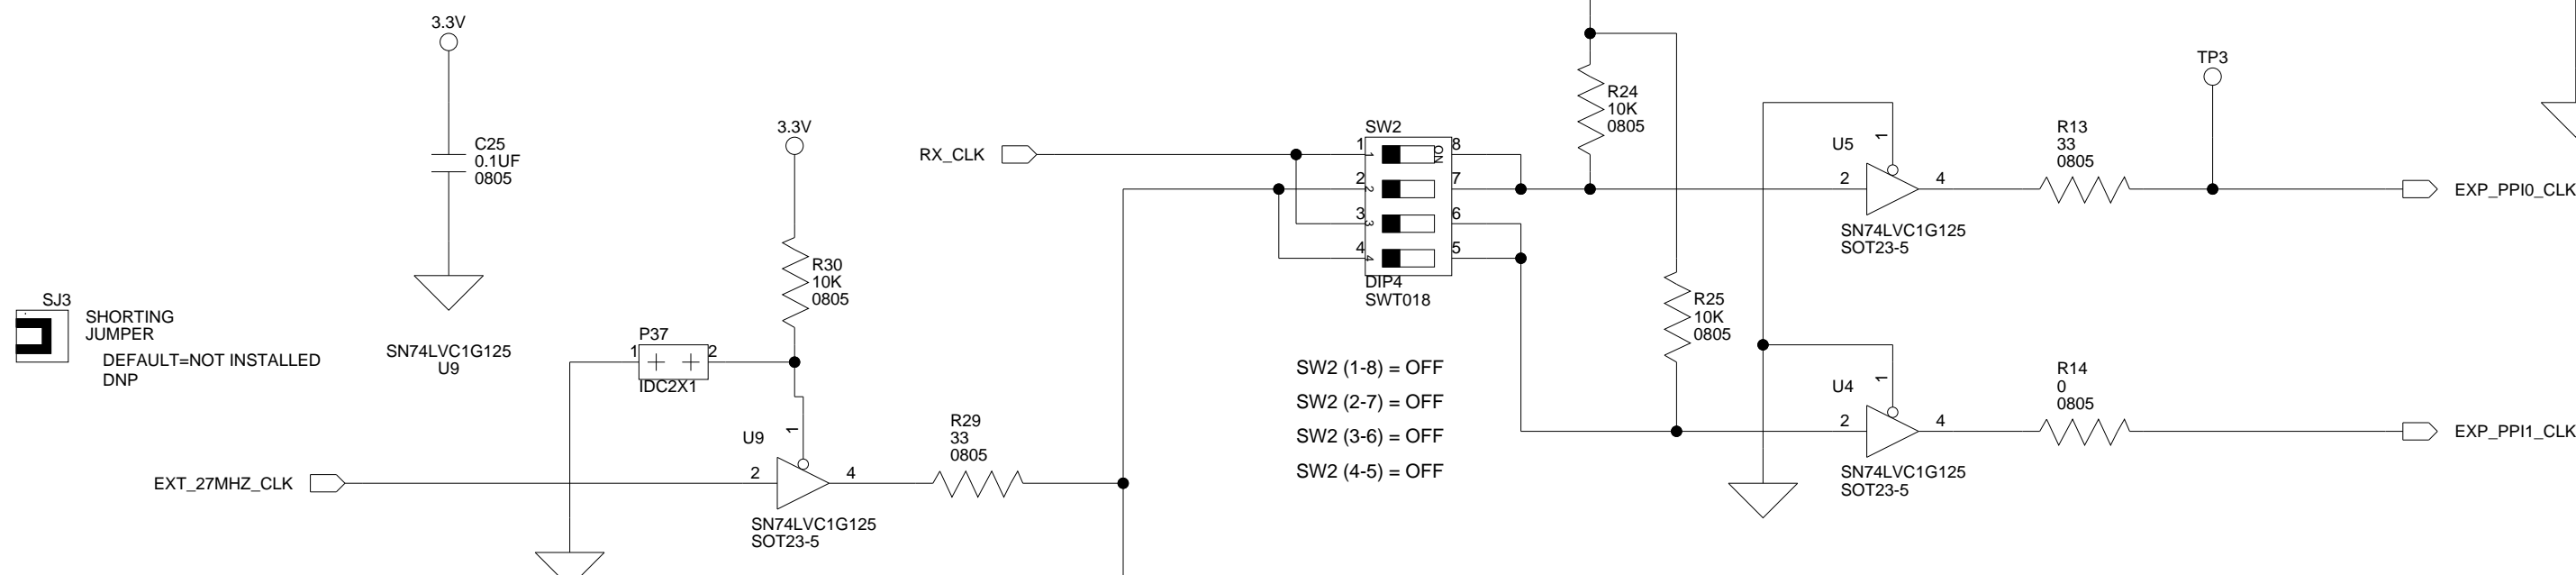 3.3V
C25
0.1UF
0805
SJ3
SHORTING
JUMPER
DEFAULT=NOT INSTALLED
DNP
SN74LVC1G125
U9
3.3V
R30
10K
0805
P37
1
2
IDC2X1
U9
1
2
4
SN74LVC1G125
SOT23-5
EXT_27MHZ_CLK
R29
33
0805
RX_CLK
SW2
1
2
3
4
1
2
3
4
ON
8
7
6
5
DIP4
SWT018
SW2 (1-8) = OFF
SW2 (2-7) = OFF
SW2 (3-6) = OFF
SW2 (4-5) = OFF
R24
10K
0805
R25
10K
0805
U5
1
2
4
SN74LVC1G125
SOT23-5
R13
33
0805
TP3
EXP_PPI0_CLK
U4
1
2
4
SN74LVC1G125
SOT23-5
R14
0
0805
EXP_PPI1_CLK